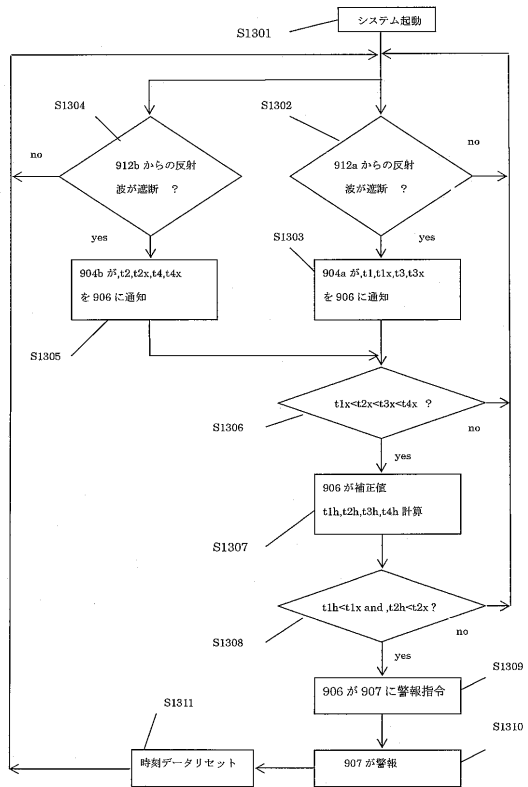 システム起動
S1301
S1304
S1302
912b からの反射
波が遮断 ?
no
yes
912a からの反射
波が遮断 ?
no
yes
S1303
904b が,t2,t2x,t4,t4x
を 906 に通知
S1305
904a が,t1,t1x,t3,t3x
を 906 に通知
t1x<t2x<t3x<t4x ?
S1306
no
yes
906 が補正値
t1h,t2h,t3h,t4h 計算
S1307
t1h<t1x and ,t2h<t2x ?
S1308
no
yes
S1309
906 が 907 に警報指令
S1310
S1311
907 が警報
時刻データリセット